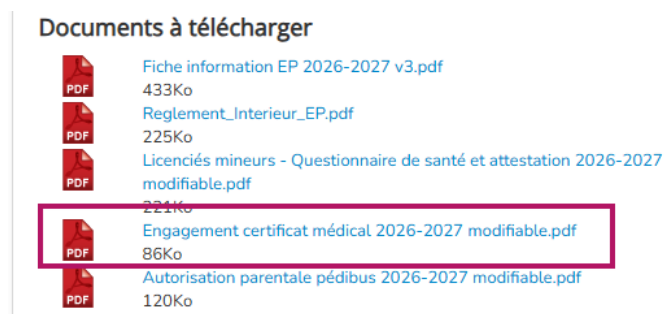 Documents à télécharger
PDF
Fiche information EP 2026-2027 v3.pdf
433Ko
PDF
Reglement_Interieur_EP.pdf
225Ko
PDF
Licenciés mineurs - Questionnaire de santé et attestation 2026-2027
modifiable.pdf
221Ko
PDF
Engagement certificat médical 2026-2027 modifiable.pdf
86Ko
PDF
Autorisation parentale pédibus 2026-2027 modifiable.pdf
120Ko